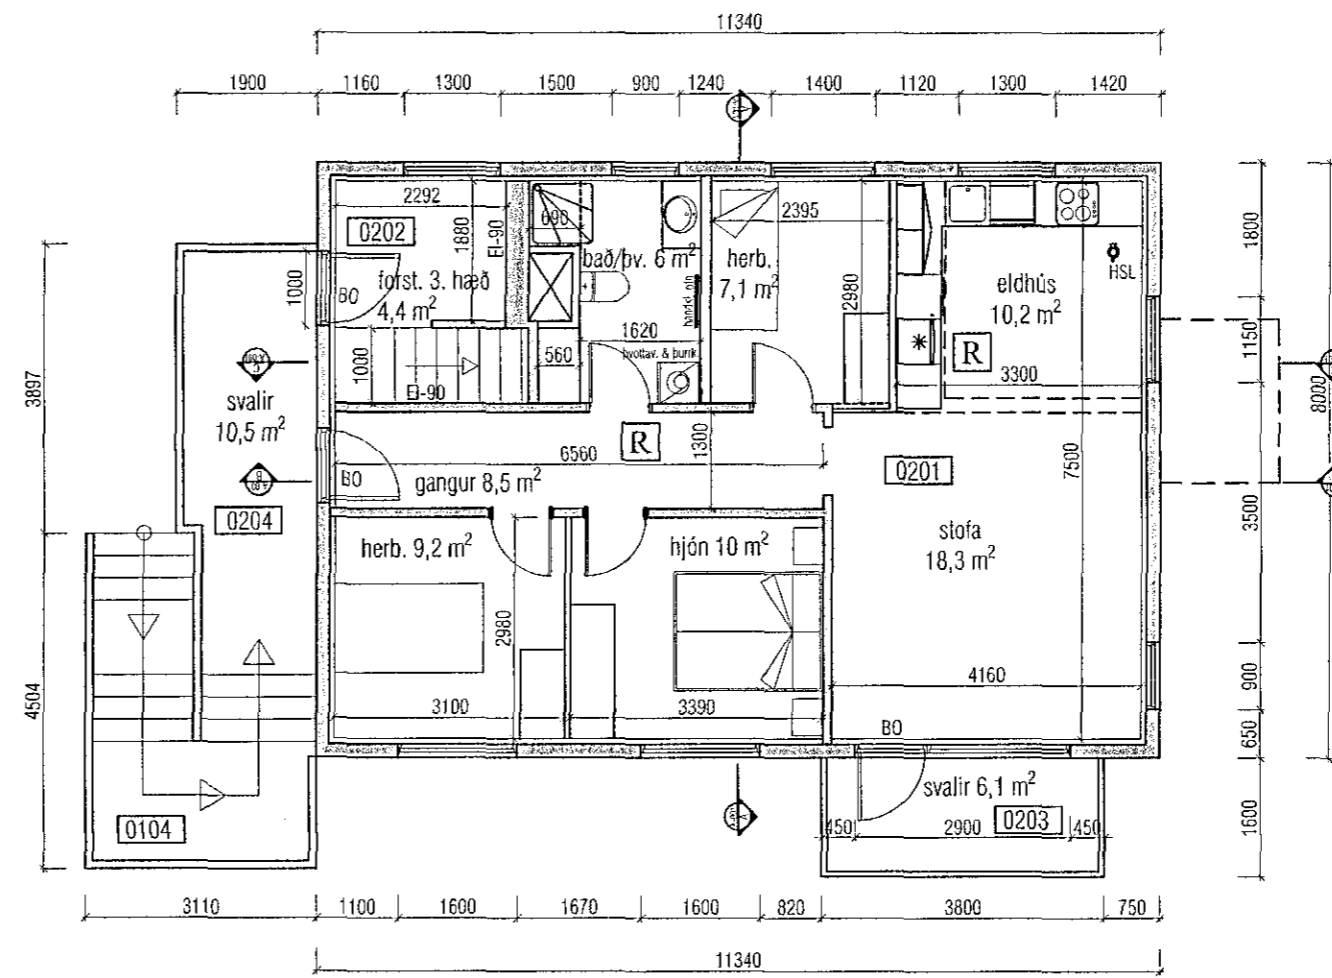 11340
1900 1160 1300 1500 900 1240 1400 1120 1300 1420
2292
0202
1880
EI-90
690
bað/þv. 6 m²
herb.
7,1 m²
2395
2980
HSL
eldhús
10,2 m²
R
3300
1800
1150
8000
1000
BO
forst. 3. hæð
4,4 m²
1000
EI-90
560
1620
handkl. ofn
þvottav. & þurrk
3897
svalir
10,5 m²
0204
BO
6560
R
1300
gangur 8,5 m²
0201
7500
3500
stofa
18,3 m²
herb. 9,2 m²
hjón 10 m²
2980
3100
3390
4160
BO
900
650
4504
svalir 6,1 m²
0203
450 2900 450
1600
0104
3110 1100 1600 1670 1600 820 3800 750
11340